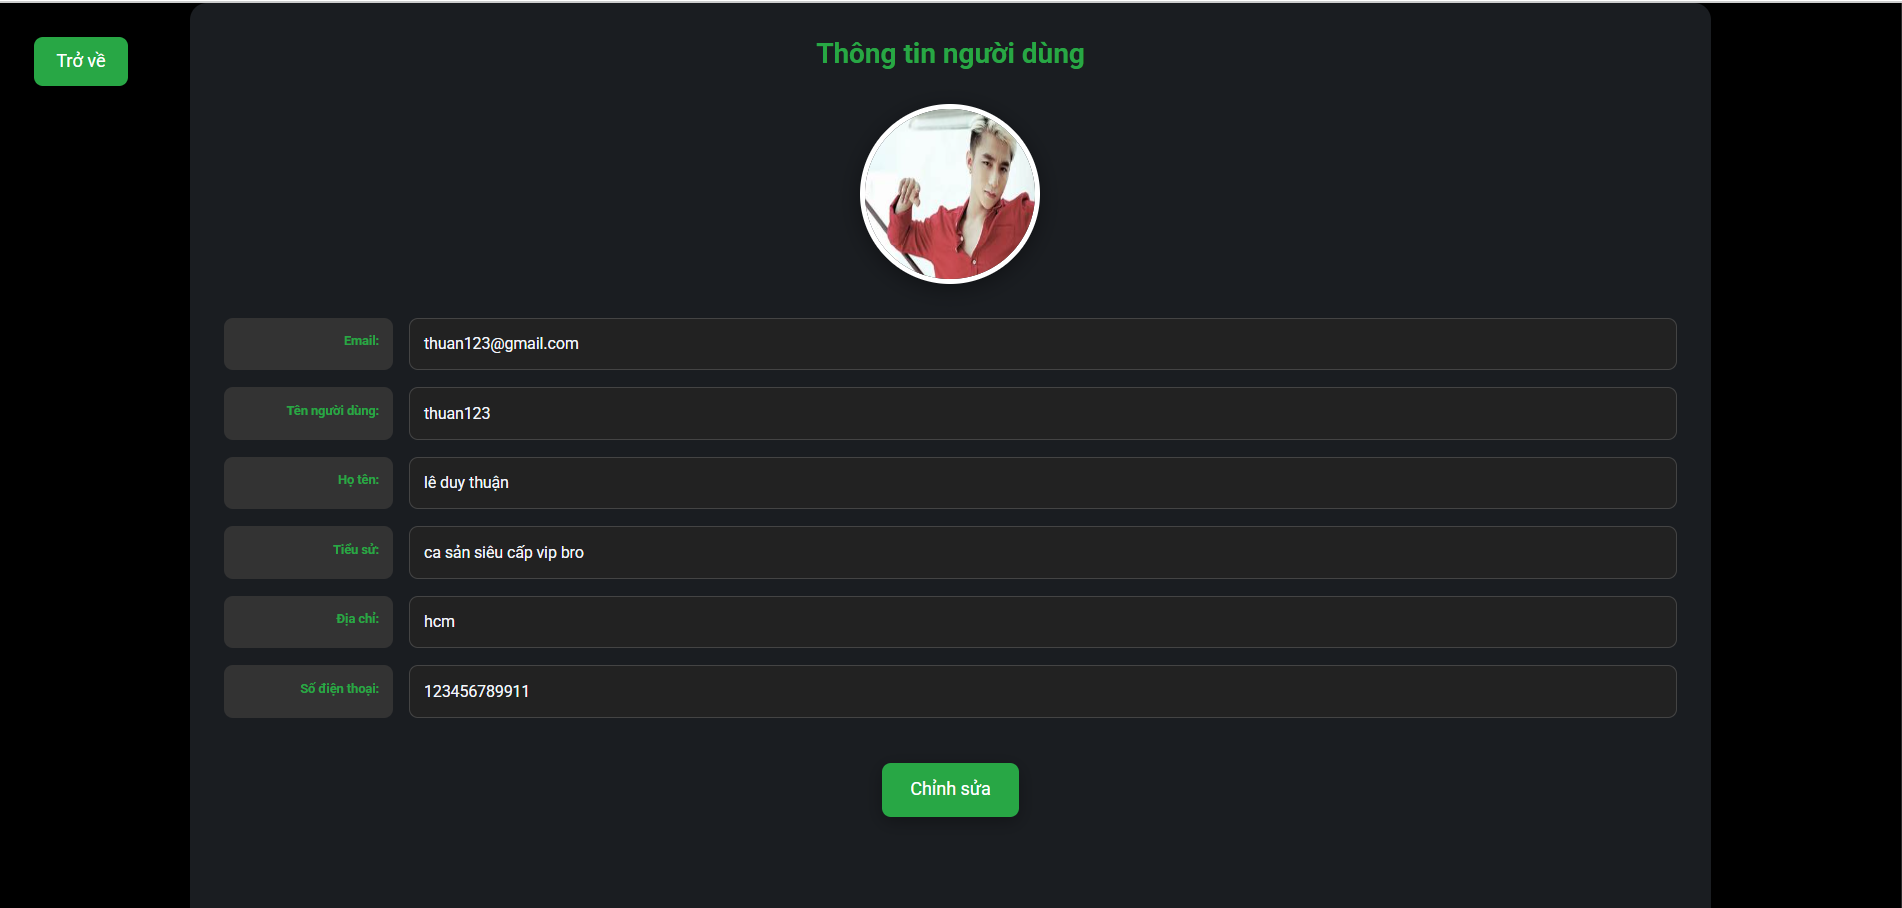 Trở về
Thông tin người dùng
Email:
thuan123@gmail.com
Tên người dùng:
thuan123
Họ tên:
lê duy thuận
Tiểu sử:
ca sản siêu cấp vip bro
Địa chỉ:
hcm
Số điện thoại:
123456789911
Chỉnh sửa